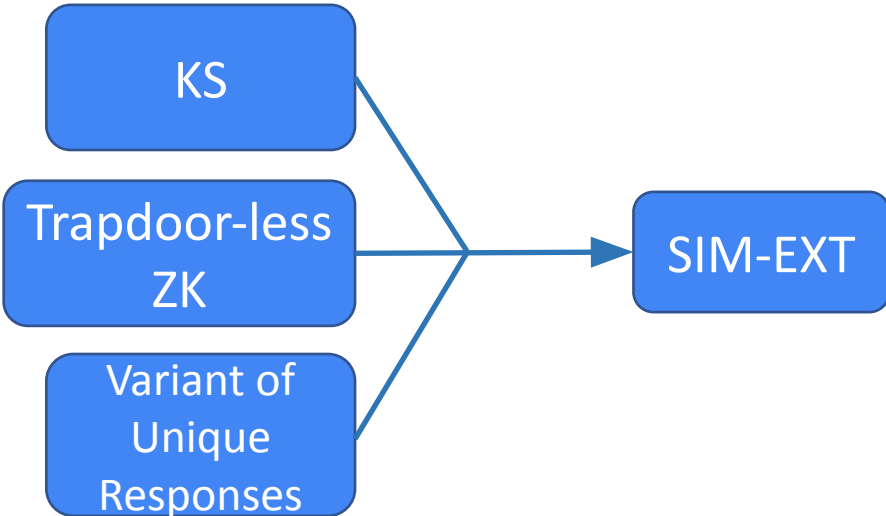 KS
Trapdoor-less
ZK
SIM-EXT
Variant of
Unique
Responses